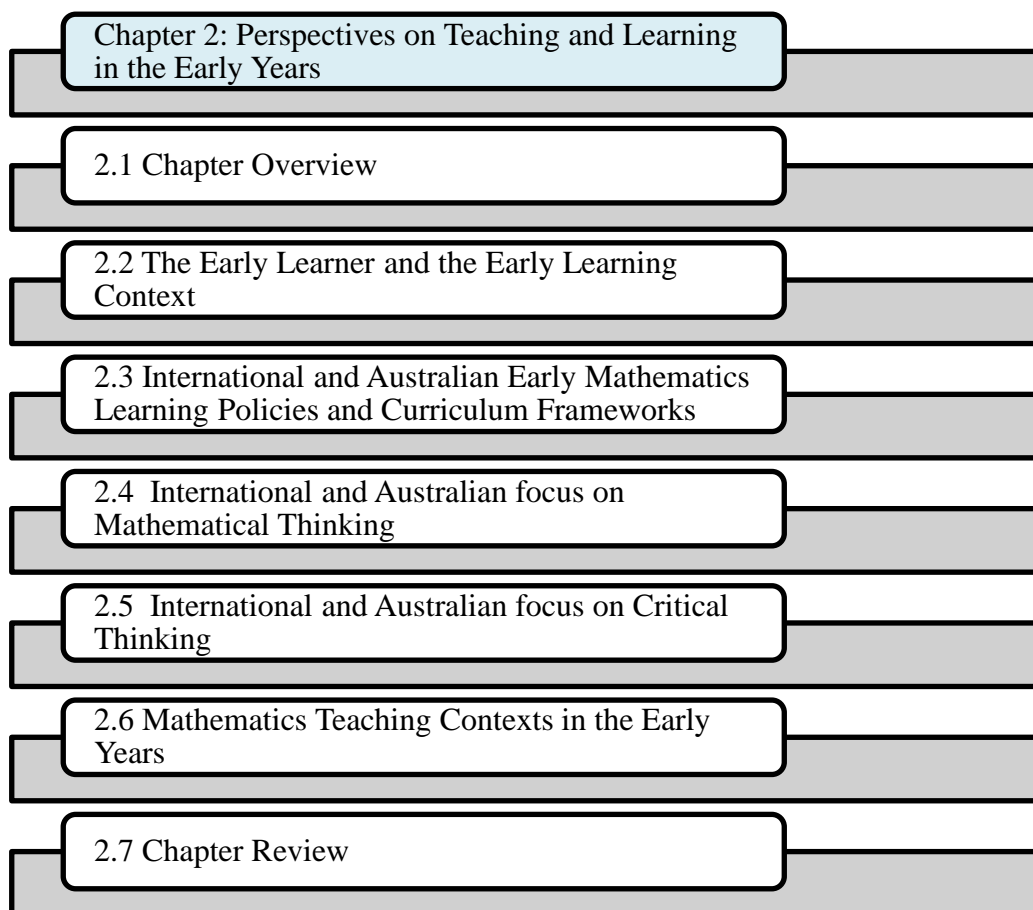 Chapter 2: Perspectives on Teaching and Learning
in the Early Years
2.1 Chapter Overview
2.2 The Early Learner and the Early Learning
Context
2.3 International and Australian Early Mathematics
Learning Policies and Curriculum Frameworks
2.4  International and Australian focus on
Mathematical Thinking
2.5  International and Australian focus on Critical
Thinking
2.6 Mathematics Teaching Contexts in the Early
Years
2.7 Chapter Review